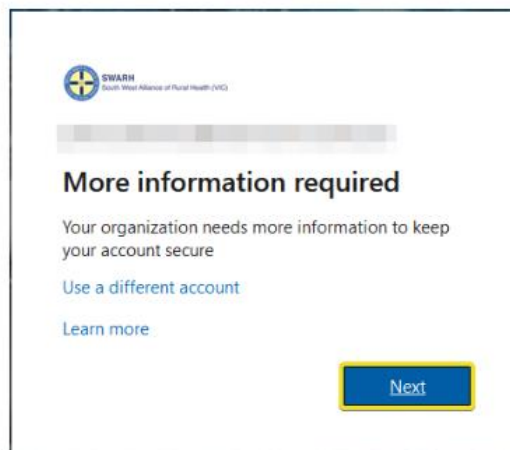 SWARH
South West Alliance of Rural Health (VIC)
More information required
Your organization needs more information to keep
your account secure
Use a different account
Learn more
Next